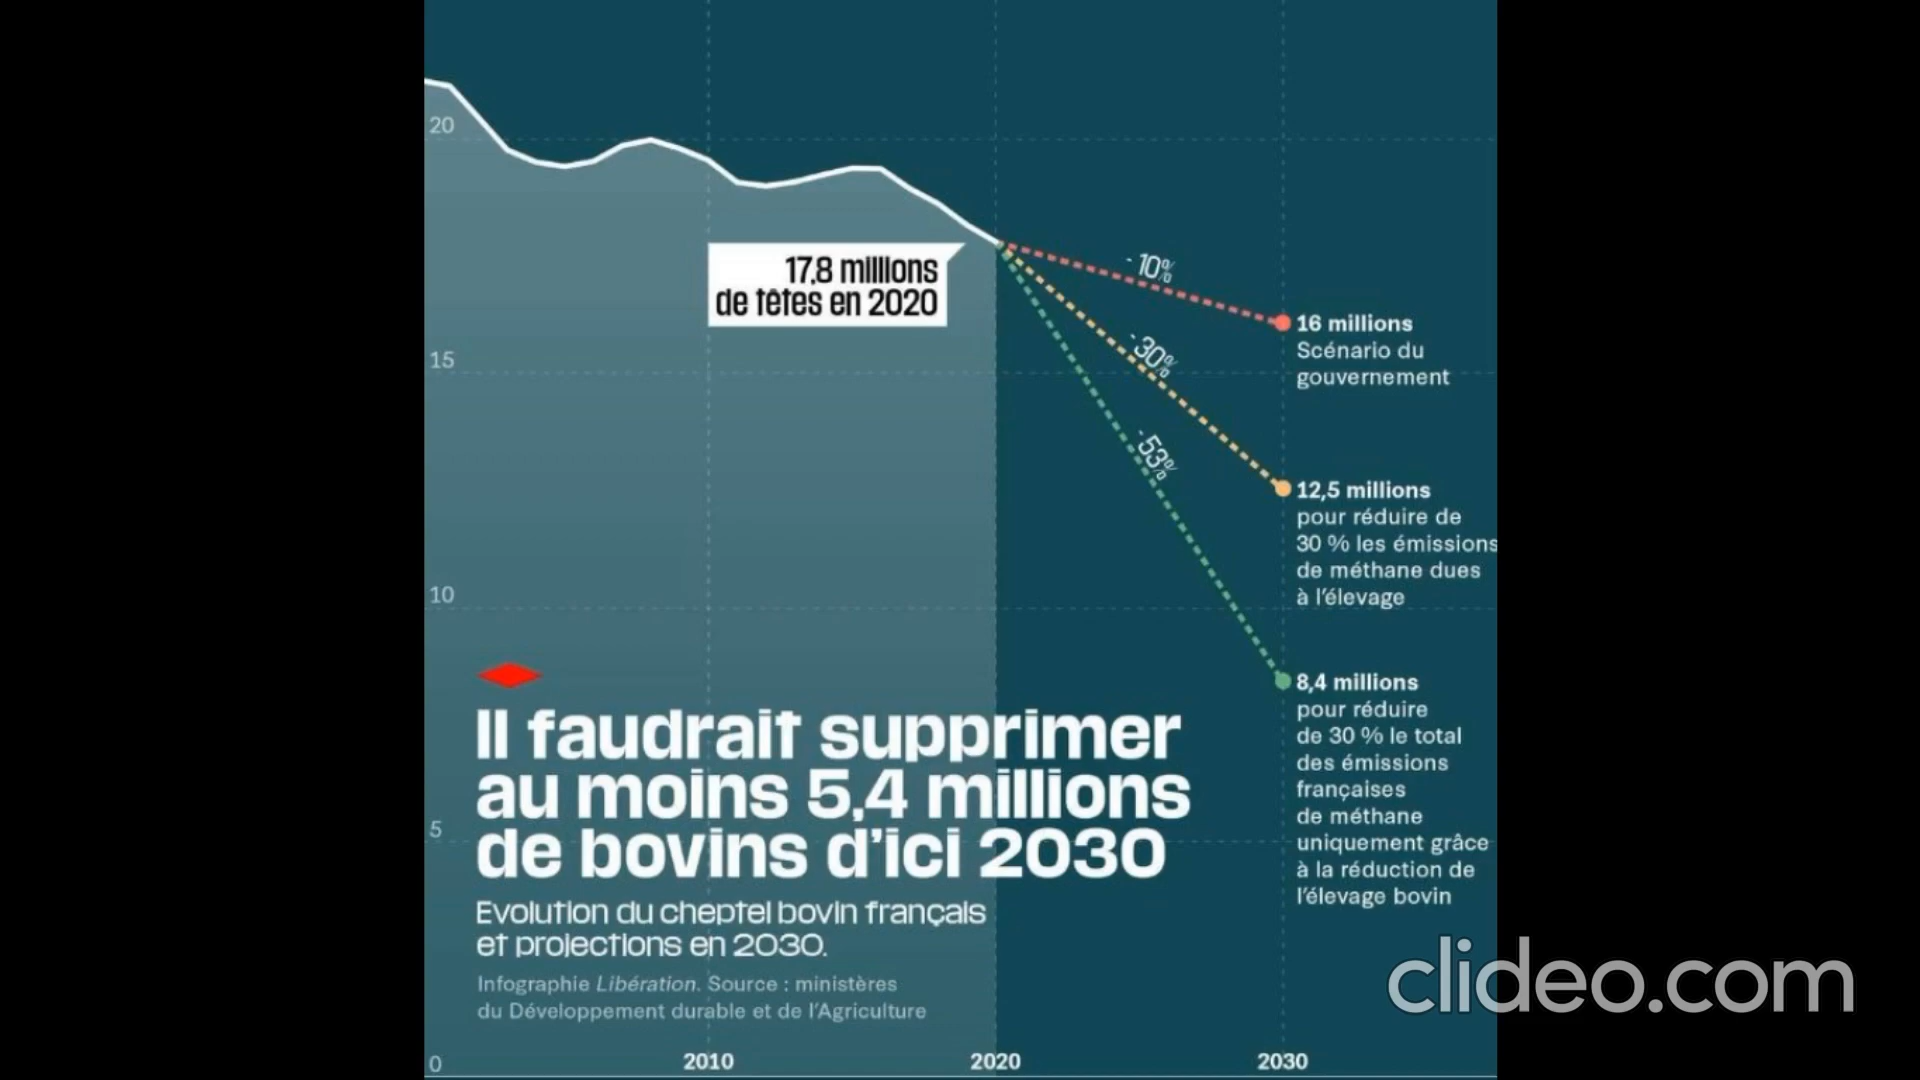 20
17,8 millions
de têtes en 2020
- 10%
16 millions
Scénario du
gouvernement
15
- 30%
- 53%
12,5 millions
pour réduire de
30 % les émissions
de méthane dues
à l'élevage
10
8,4 millions
pour réduire
de 30 % le total
des émissions
françaises
de méthane
uniquement grâce
à la réduction de
l'élevage bovin
Il faudrait supprimer
au moins 5,4 millions
de bovins d'ici 2030
5
Evolution du cheptel bovin français
et projections en 2030.
Infographie Libération. Source : ministères
du Développement durable et de l'Agriculture
0
2010
2020
2030
clideo.com